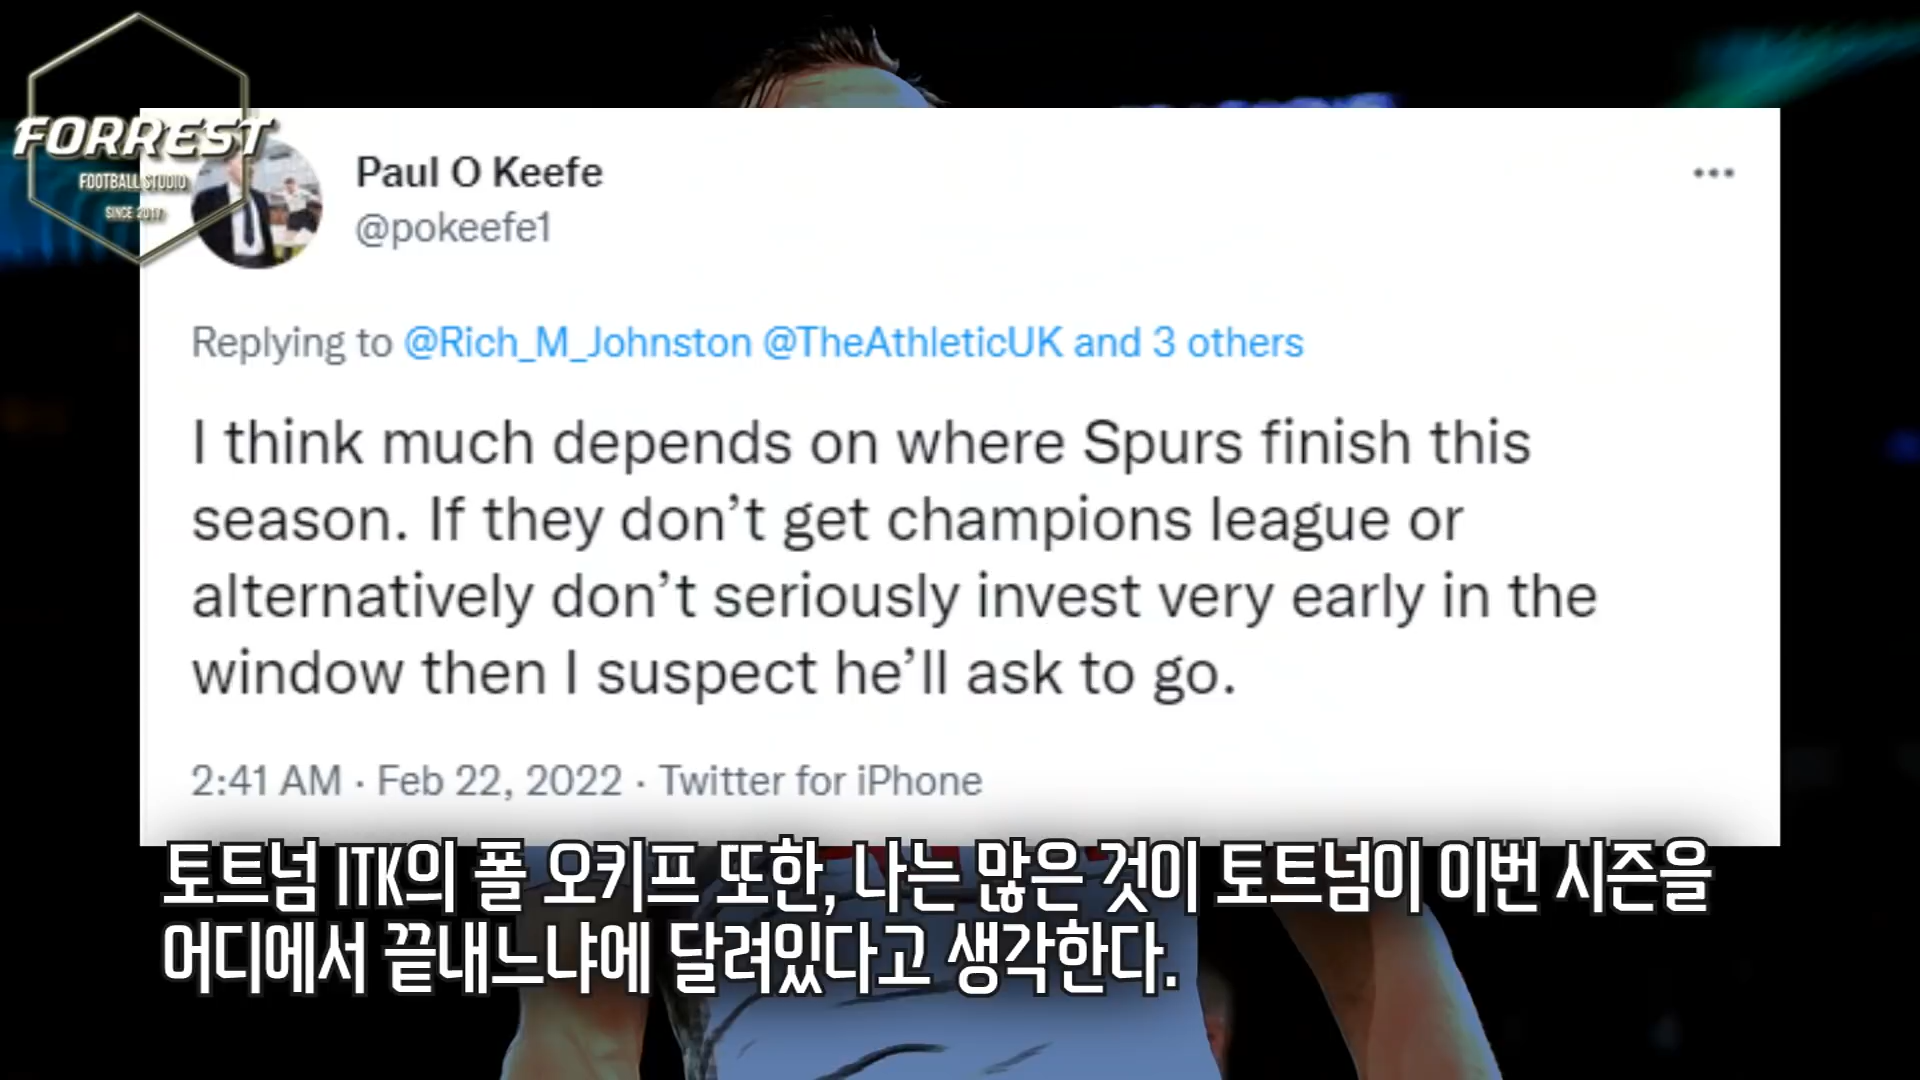 FORREST
FOOTBALL STUDIO
SINCE 2017
Paul O Keefe
@pokeefe1
Replying to @Rich_M_Johnston @TheAthleticUK and 3 others
I think much depends on where Spurs finish this
season. If they don’t get champions league or
alternatively don’t seriously invest very early in the
window then I suspect he’ll ask to go.
2:41 AM · Feb 22, 2022 · Twitter for iPhone
토트넘 ITK의 폴 오키프 또한, 나는 많은 것이 토트넘이 이번 시즌을
어디에서 끝내느냐에 달려있다고 생각한다.